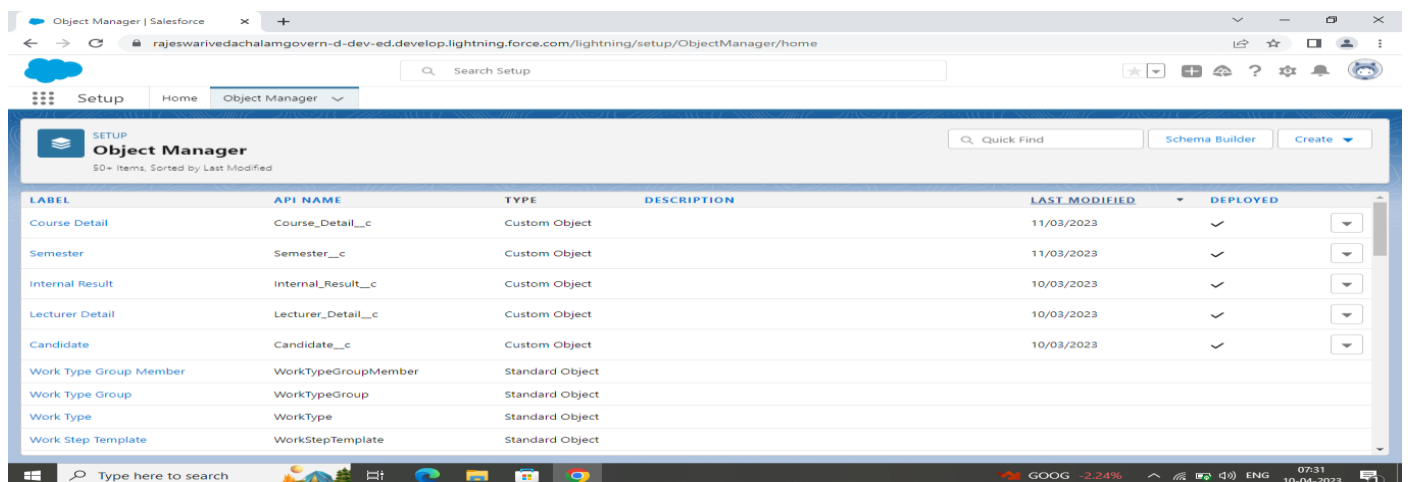 Object Manager | Salesforce
rajeswarivedachalamgovern-d-dev-ed.develop.lightning.force.com/lightning/setup/ObjectManager/home
Search Setup
Setup Home Object Manager
SETUP
Object Manager
50+ Items, Sorted by Last Modified
Quick Find Schema Builder Create
LABEL API NAME TYPE DESCRIPTION LAST MODIFIED DEPLOYED
Course Detail Course_Detail__c Custom Object 11/03/2023
Semester Semester__c Custom Object 11/03/2023
Internal Result Internal_Result__c Custom Object 10/03/2023
Lecturer Detail Lecturer_Detail__c Custom Object 10/03/2023
Candidate Candidate__c Custom Object 10/03/2023
Work Type Group Member WorkTypeGroupMember Standard Object
Work Type Group WorkTypeGroup Standard Object
Work Type WorkType Standard Object
Work Step Template WorkStepTemplate Standard Object
Type here to search GOOG -2.24% ENG 07:31
10-04-2023